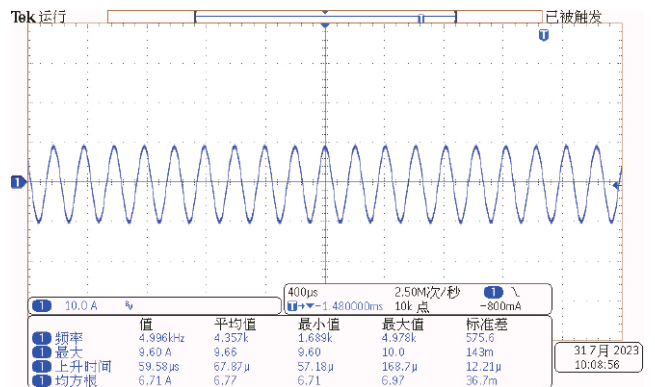 Tek 运行 已被触发
T
T
1
10.0 A
400μs 2.50M次/秒 1
T→▼-1.480000ms 10k 点 -800mA
值 平均值 最小值 最大值 标准差
1 频率 4.996kHz 4.357k 1.689k 4.978k 575.6
1 最大 9.60 A 9.66 9.60 10.0 143m
1 上升时间 59.58μs 67.87μ 57.18μ 168.7μ 12.21μ
1 均方根 6.71 A 6.77 6.71 6.97 36.7m
31 7月 2023
10:08:56